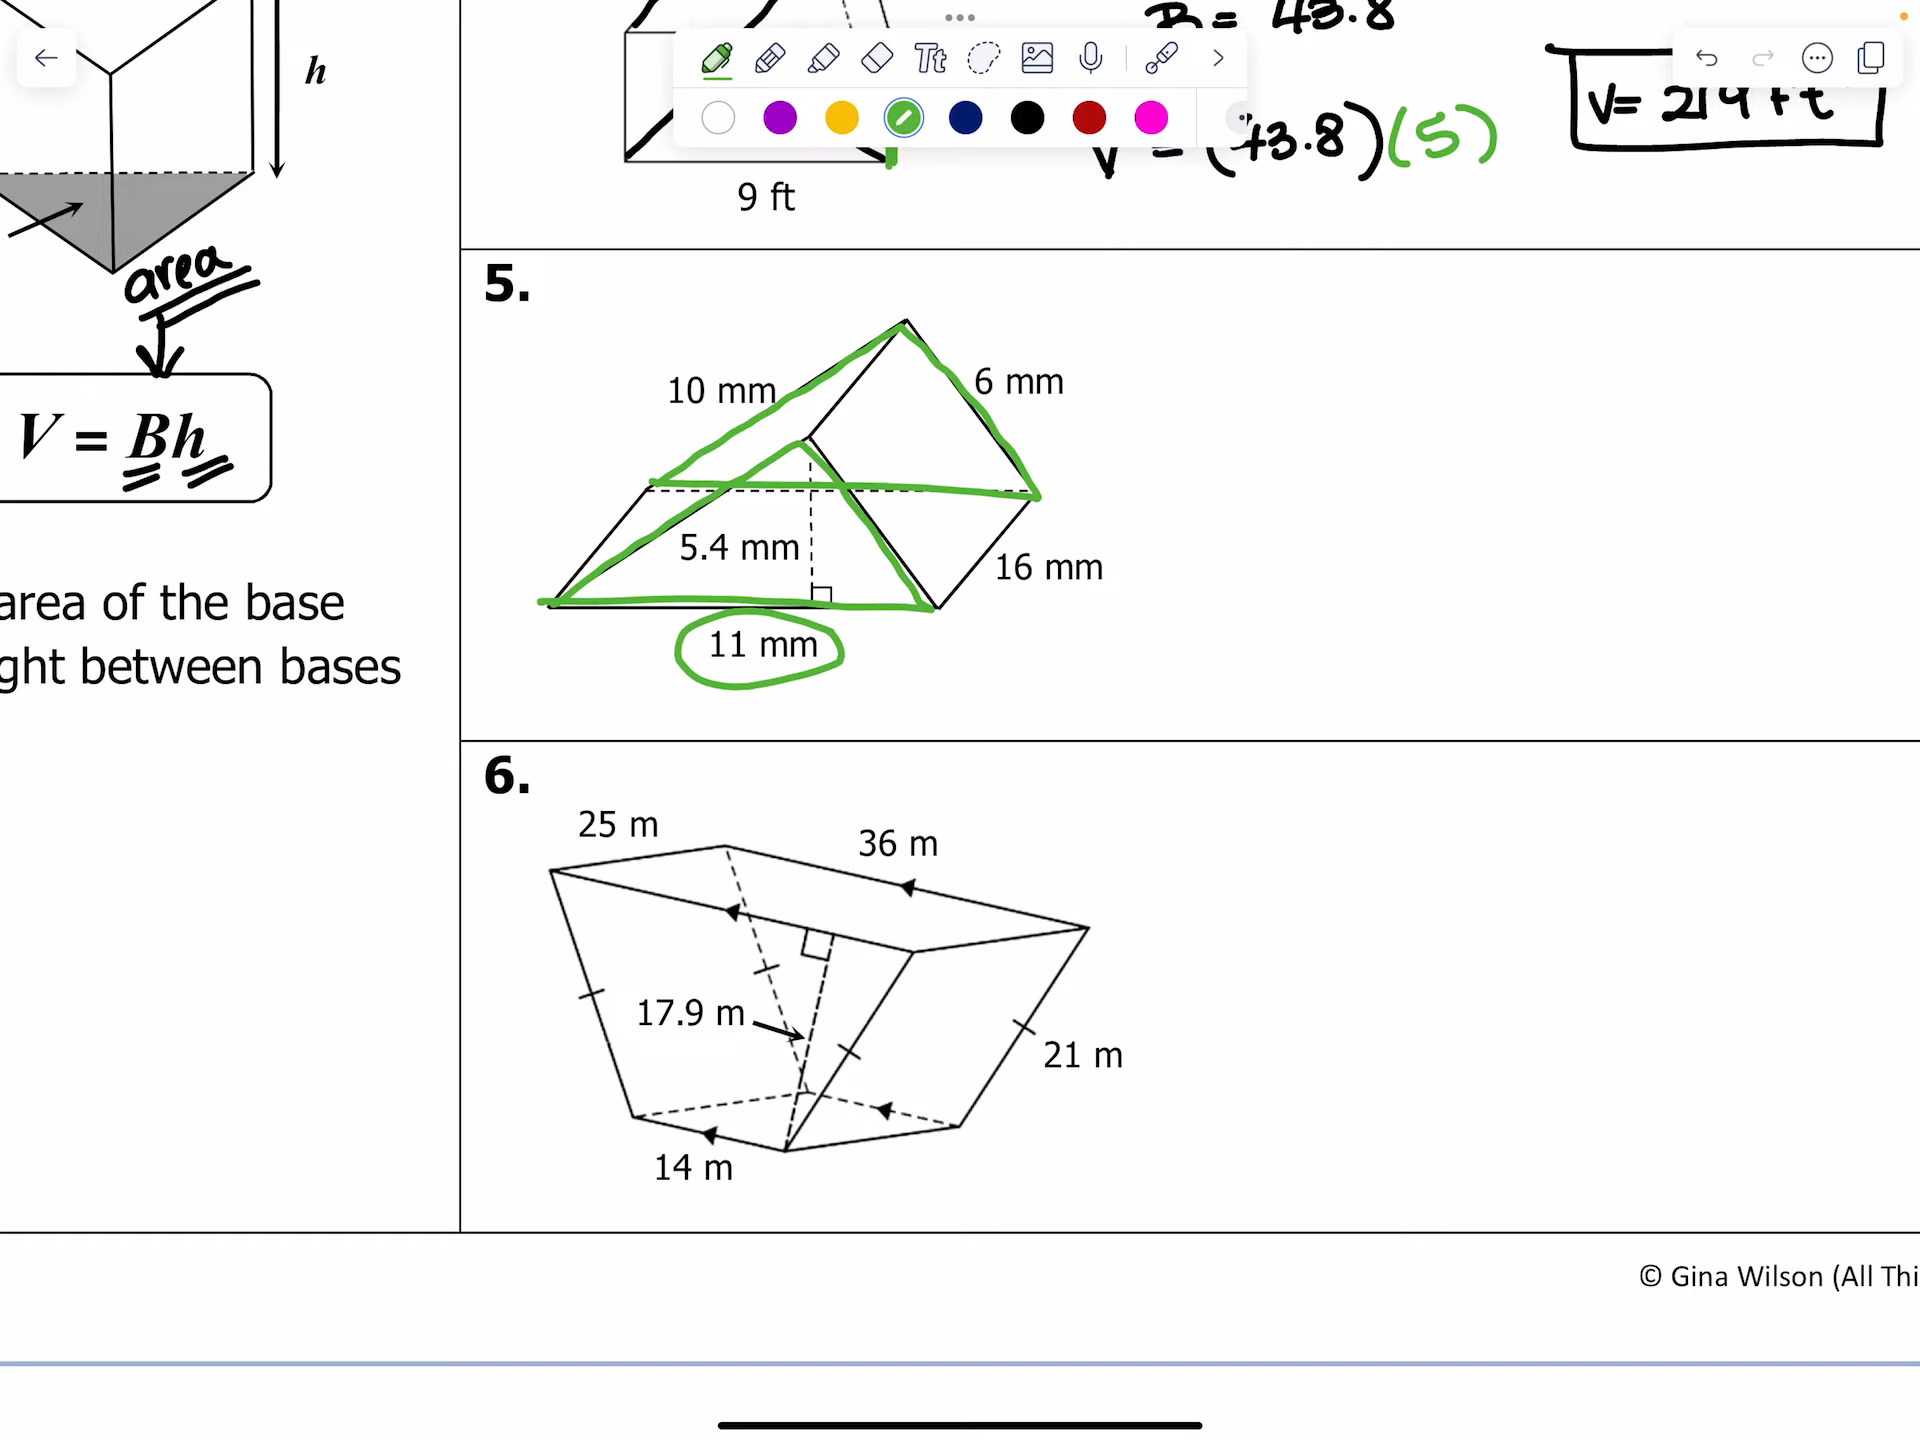 h
area
V = Bh
area of the base
ght between bases
B = 43.8
V = (43.8)(5)
V= 219 ft
9 ft
5.
10 mm
6 mm
5.4 mm
16 mm
11 mm
6.
25 m
36 m
17.9 m
21 m
14 m
© Gina Wilson (All Thi
Tt